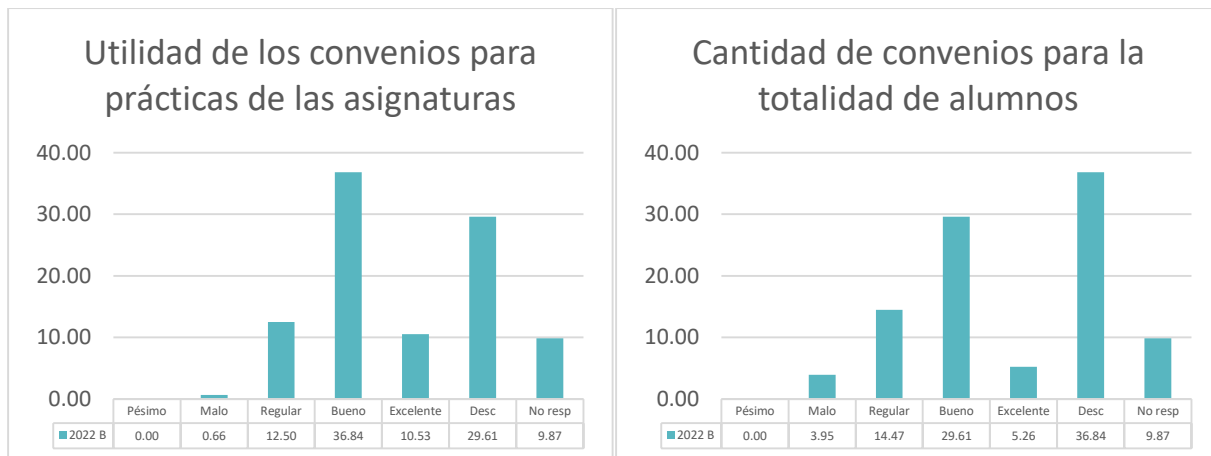 Utilidad de los convenios para
prácticas de las asignaturas
40.00
30.00
20.00
10.00
0.00
Pésimo Malo Regular Bueno Excelente Desc No resp
2022 B 0.00 0.66 12.50 36.84 10.53 29.61 9.87
Cantidad de convenios para la
totalidad de alumnos
40.00
30.00
20.00
10.00
0.00
Pésimo Malo Regular Bueno Excelente Desc No resp
2022 B 0.00 3.95 14.47 29.61 5.26 36.84 9.87